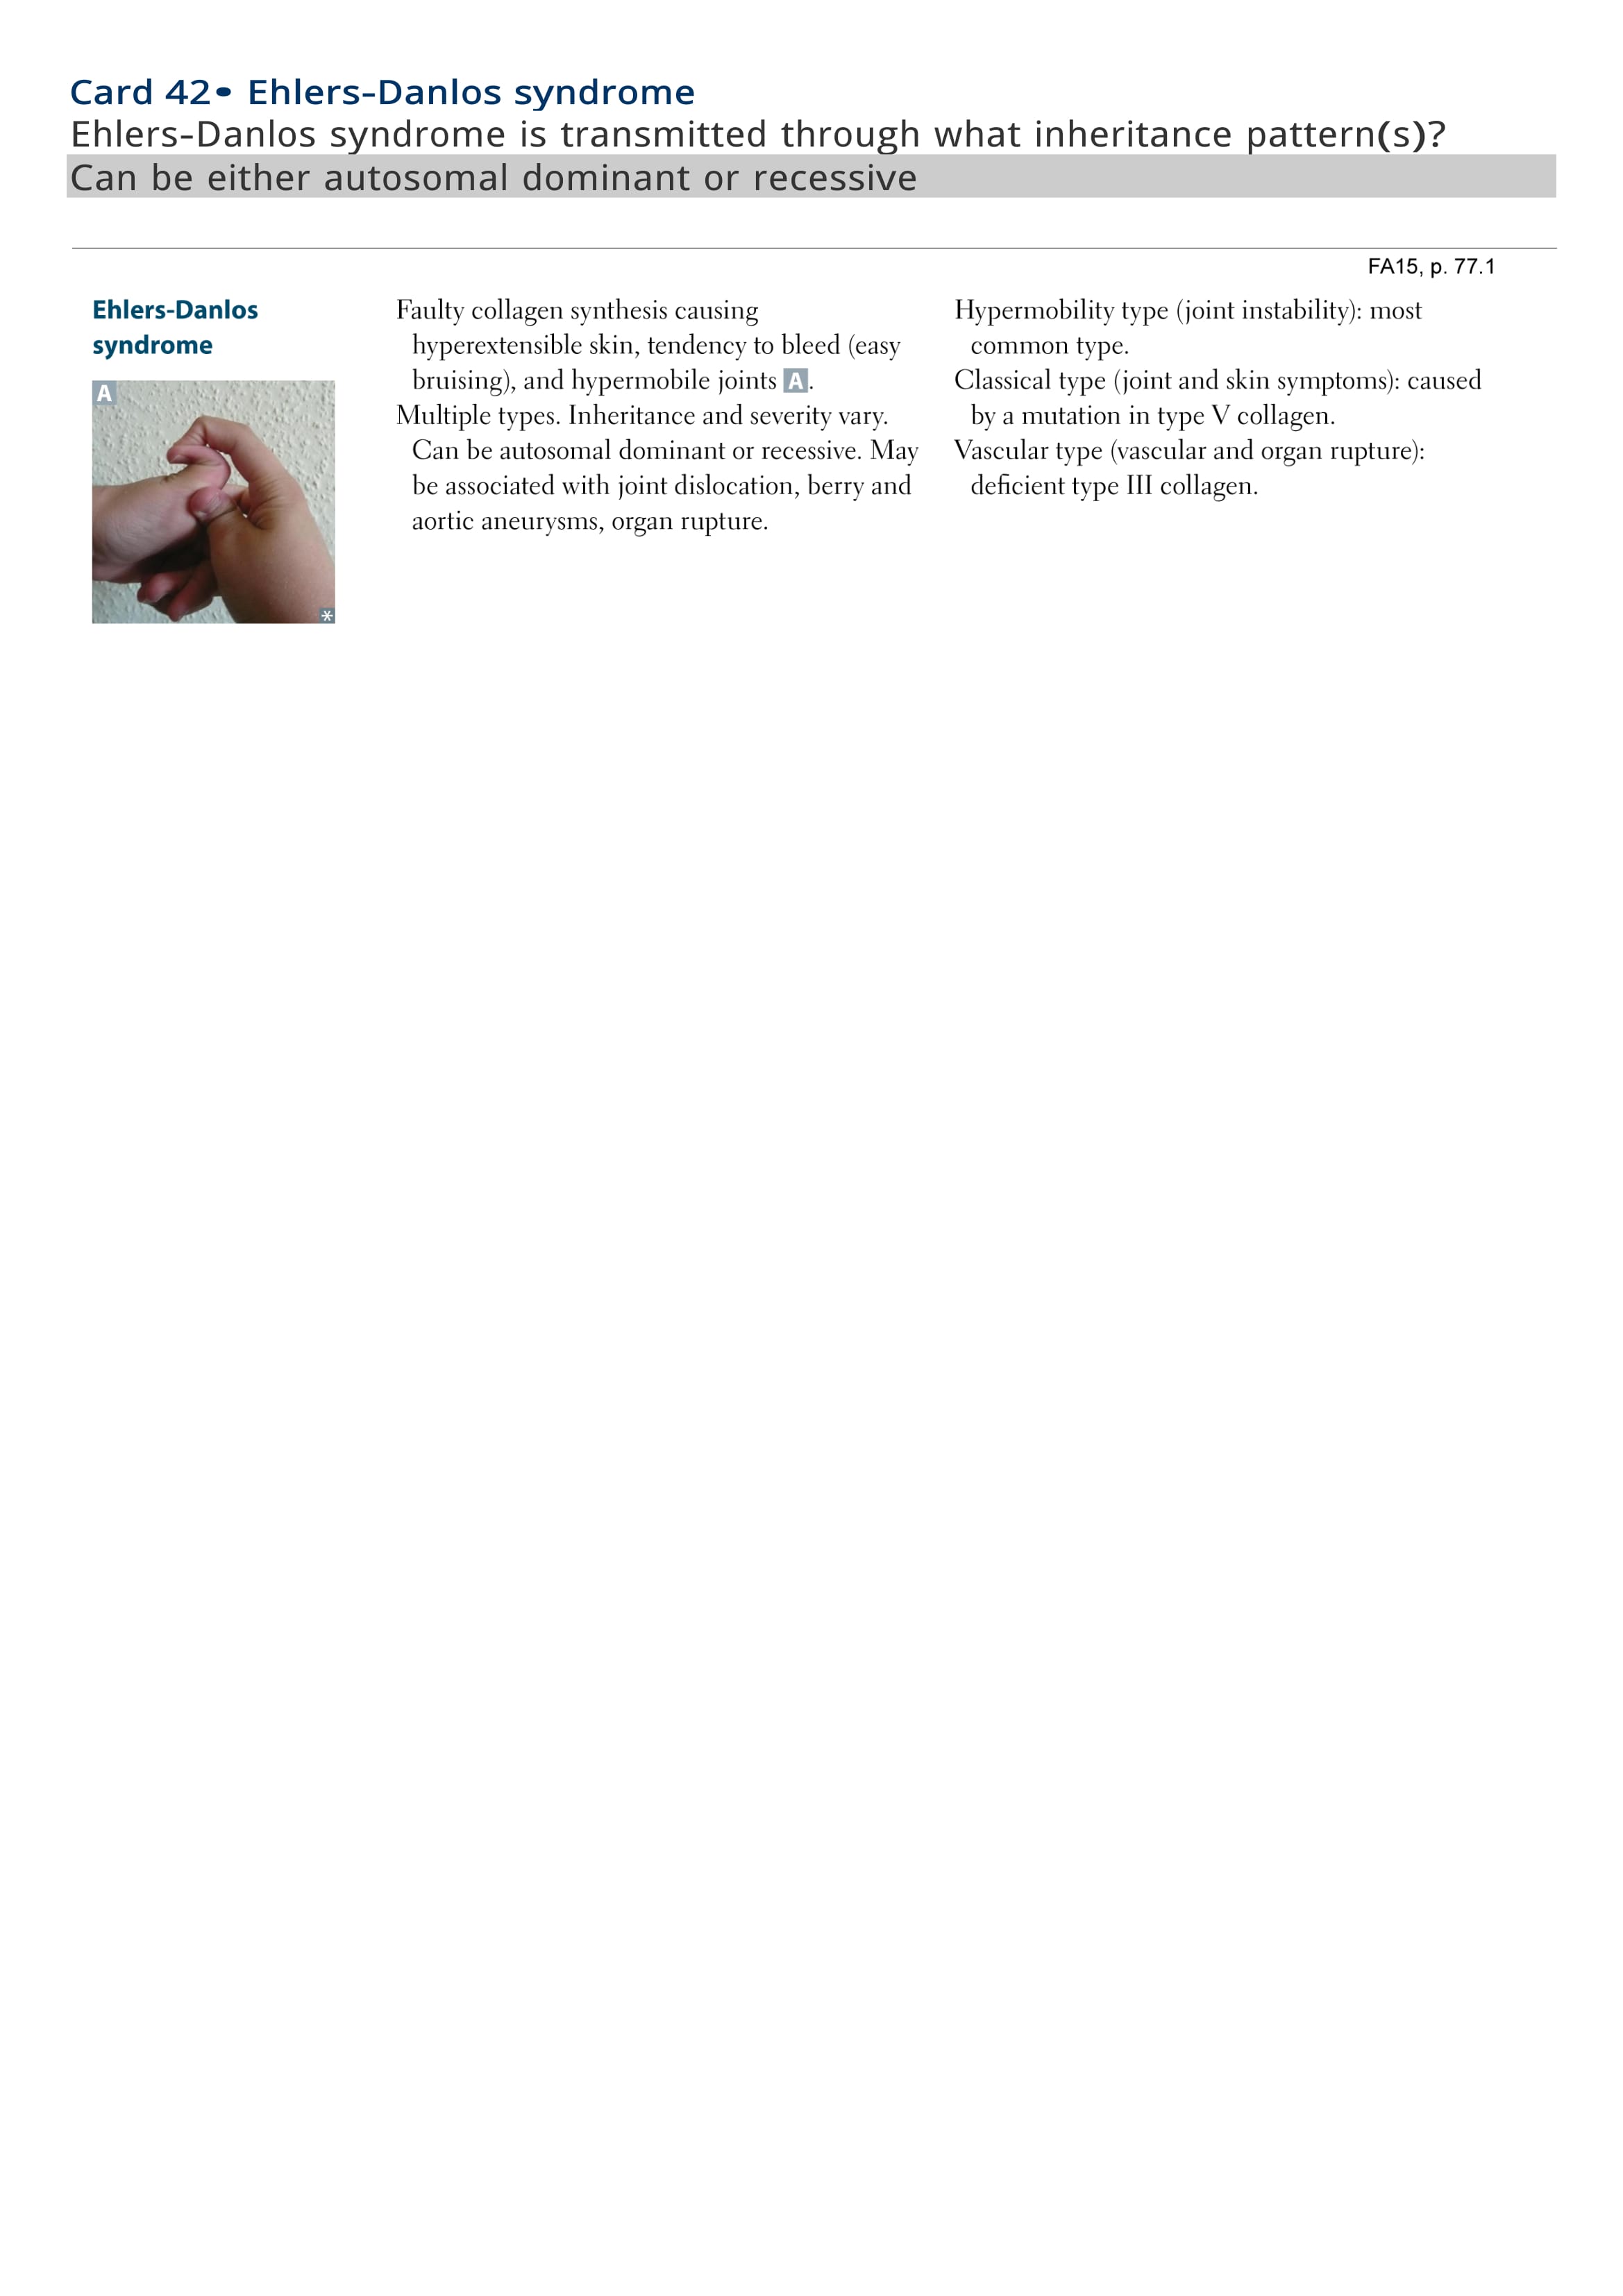 Card 42• Ehlers-Danlos syndrome
Ehlers-Danlos syndrome is transmitted through what inheritance pattern(s)?
Can be either autosomal dominant or recessive
FA15, p. 77.1
Ehlers-Danlos
syndrome
A
*
Faulty collagen synthesis causing
hyperextensible skin, tendency to bleed (easy
bruising), and hypermobile joints A.
Multiple types. Inheritance and severity vary.
Can be autosomal dominant or recessive. May
be associated with joint dislocation, berry and
aortic aneurysms, organ rupture.
Hypermobility type (joint instability): most
common type.
Classical type (joint and skin symptoms): caused
by a mutation in type V collagen.
Vascular type (vascular and organ rupture):
deficient type III collagen.